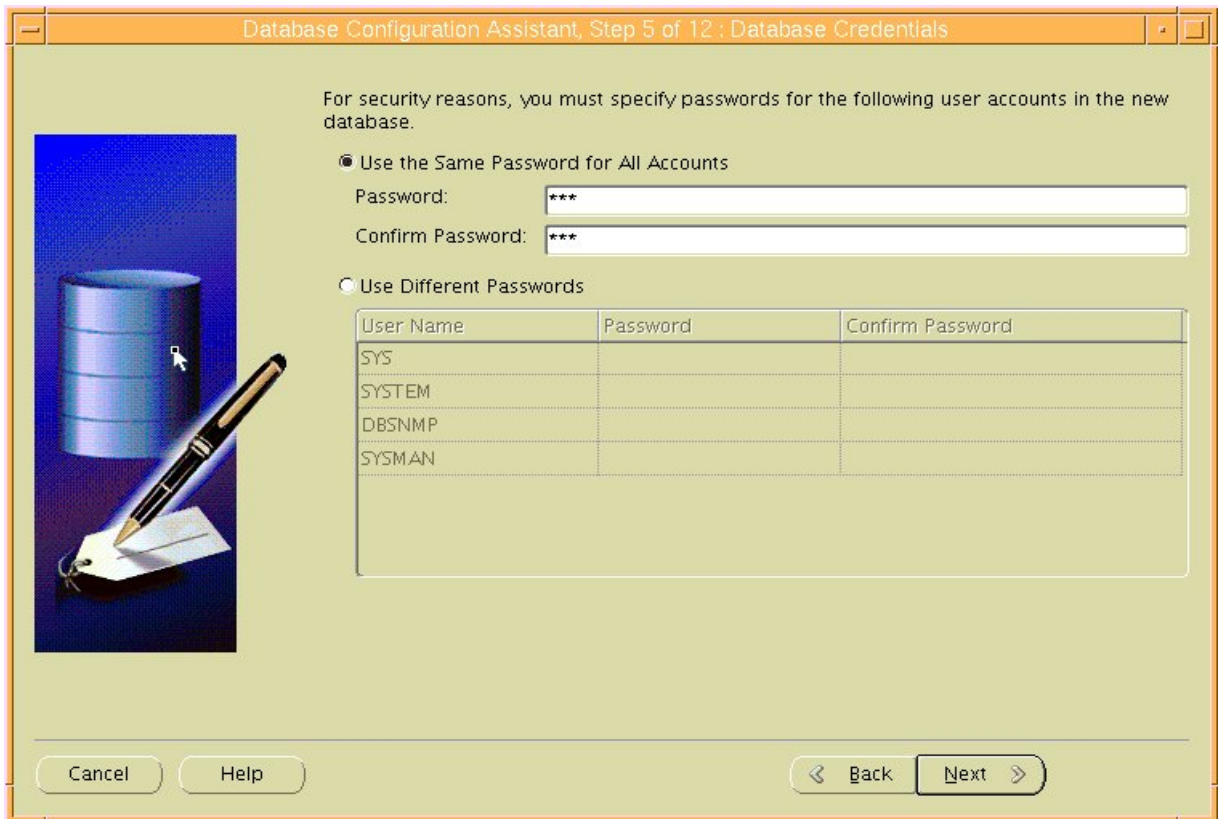 Database Configuration Assistant, Step 5 of 12 : Database Credentials
For security reasons, you must specify passwords for the following user accounts in the new
database.
Use the Same Password for All Accounts
Password: ***
Confirm Password: ***
Use Different Passwords
User Name Password Confirm Password
SYS
SYSTEM
DBSNMP
SYSMAN
Cancel Help Back Next